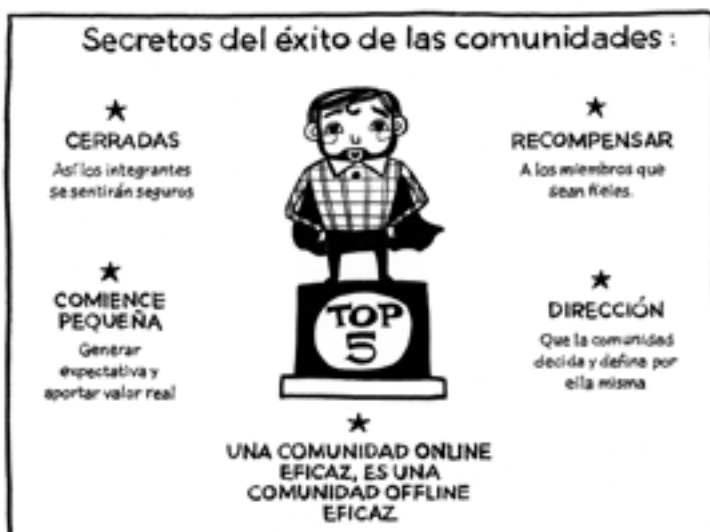 Secretos del éxito de las comunidades :
★
CERRADAS
Así los integrantes
se sentirán seguros
★
RECOMPENSAR
A los miembros que
sean fieles.
★
COMIENCE
PEQUEÑA
Generar
expectativa y
aportar valor real
★
DIRECCIÓN
Que la comunidad
decida y defina por
ella misma
TOP
5
★
UNA COMUNIDAD ONLINE
EFICAZ, ES UNA
COMUNIDAD OFFLINE
EFICAZ